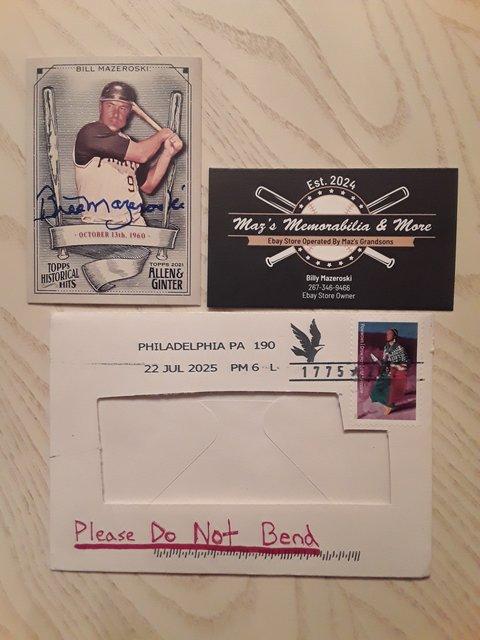 BILL MAZEROSKI
Bill Mazeroski
9
OCTOBER 13th, 1960
TOPPS
HISTORICAL
HITS
TOPPS 2021
ALLEN &
GINTER
Est. 2024
Maz's Memorabilia & More
Ebay Store Operated By Maz's Grandsons
Billy Mazeroski
267-346-9466
Ebay Store Owner
PHILADELPHIA PA 190
22 JUL 2025 PM 6 L
1775
Please Do Not Bend